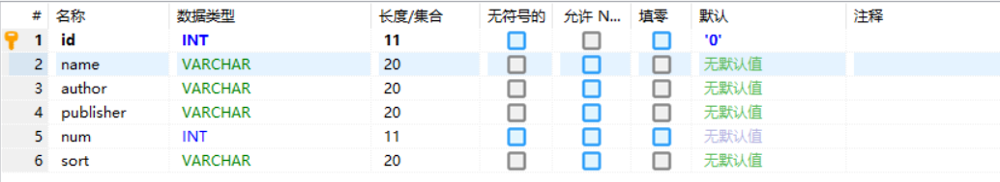 # 名称 数据类型 长度/集合 无符号的 允许 N... 填零 默认 注释
1 id INT 11 '0'
2 name VARCHAR 20 无默认值
3 author VARCHAR 20 无默认值
4 publisher VARCHAR 20 无默认值
5 num INT 11 无默认值
6 sort VARCHAR 20 无默认值